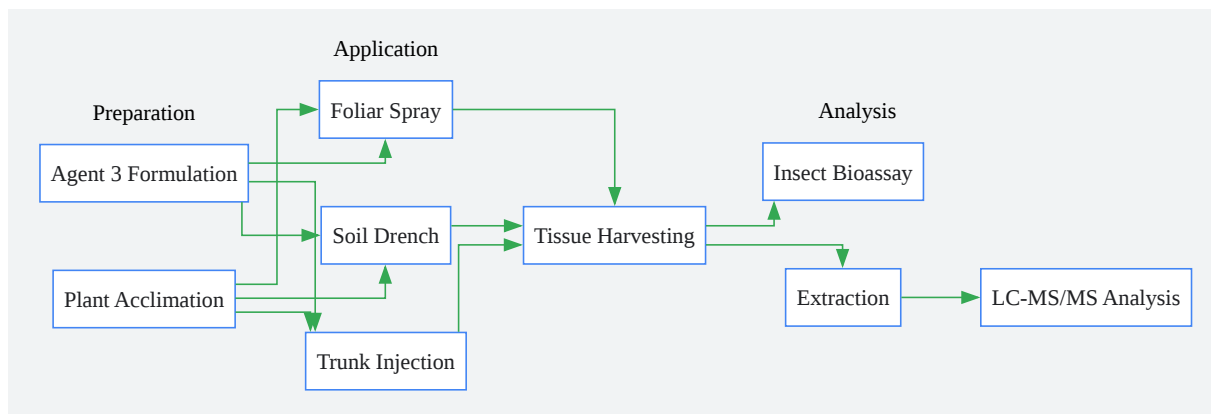 Preparation
Agent 3 Formulation
Plant Acclimation
Application
Foliar Spray
Soil Drench
Trunk Injection
Tissue Harvesting
Analysis
Insect Bioassay
Extraction
LC-MS/MS Analysis